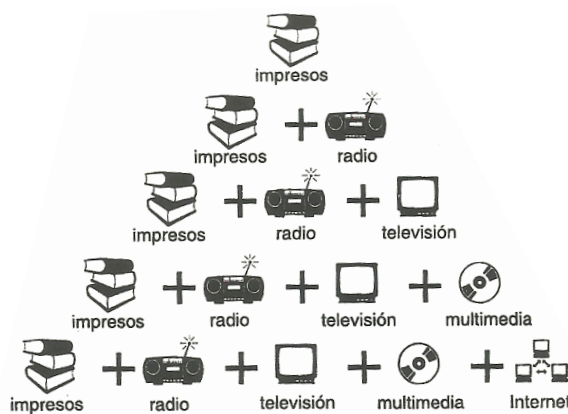 impresos
impresos + radio
impresos + radio + televisión
impresos + radio + televisión + multimedia
impresos + radio + televisión + multimedia + Internet